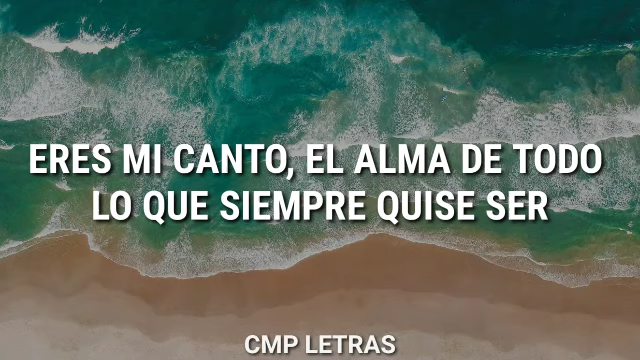 ERES MI CANTO, EL ALMA DE TODO
LO QUE SIEMPRE QUISE SER
CMP LETRAS